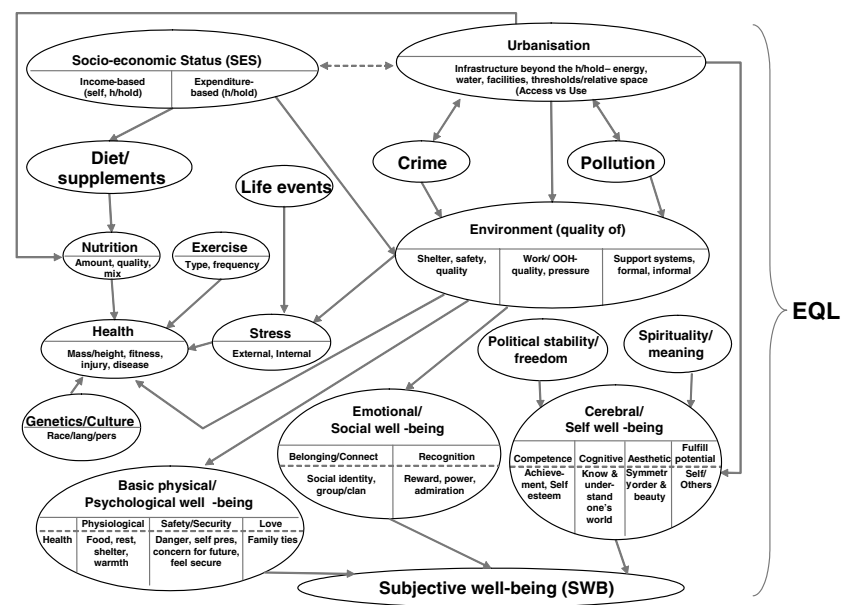 Socio-economic Status (SES)
Income-based
(self, h/hold)
Expenditure-
based (h/hold)
Urbanisation
Infrastructure beyond the h/hold– energy,
water, facilities, thresholds/relative space
(Access vs Use
Diet/
supplements
Life events
Crime
Pollution
Nutrition
Amount, quality,
mix
Exercise
Type, frequency
Environment (quality of)
Shelter, safety,
quality
Work/ OOH-
quality, pressure
Support systems,
formal, informal
EQL
Health
Mass/height, fitness,
injury, disease
Stress
External, Internal
Political stability/
freedom
Spirituality/
meaning
Genetics/Culture
Race/lang/pers
Emotional/
Social well -being
Belonging/Connect
Recognition
Social identity,
group/clan
Reward, power,
admiration
Cerebral/
Self well -being
Competence
Cognitive
Aesthetic
Fulfill
potential
Achieve-
ment, Self
esteem
Know &
under-
stand
one's
world
Symmetr
yorder &
beauty
Self/
Others
Basic physical/
Psychological well -being
Physiological
Safety/Security
Love
Health
Food, rest,
shelter,
warmth
Danger, self pres,
concern for future,
feel secure
Family ties
Subjective well-being (SWB)